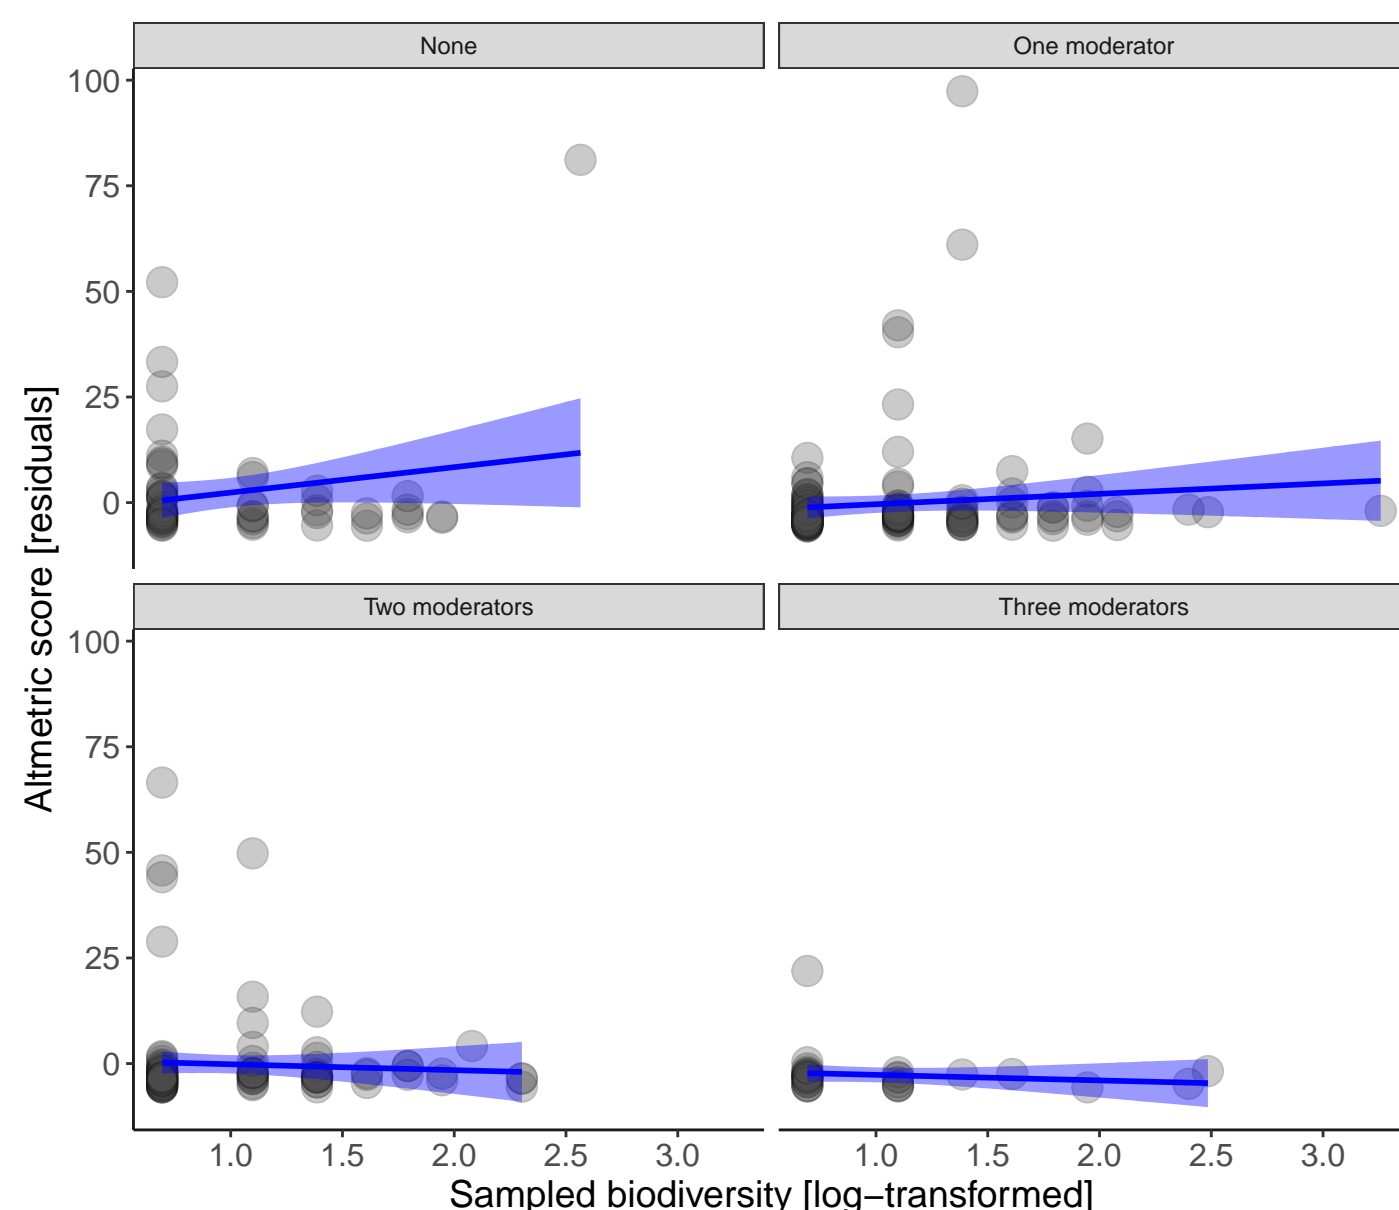 None
One moderator
100
75
50
25
0
Two moderators
Three moderators
100
75
50
25
0
1.0 1.5 2.0 2.5 3.0
1.0 1.5 2.0 2.5 3.0
Altmetric score [residuals]
Sampled biodiversity [log−transformed]